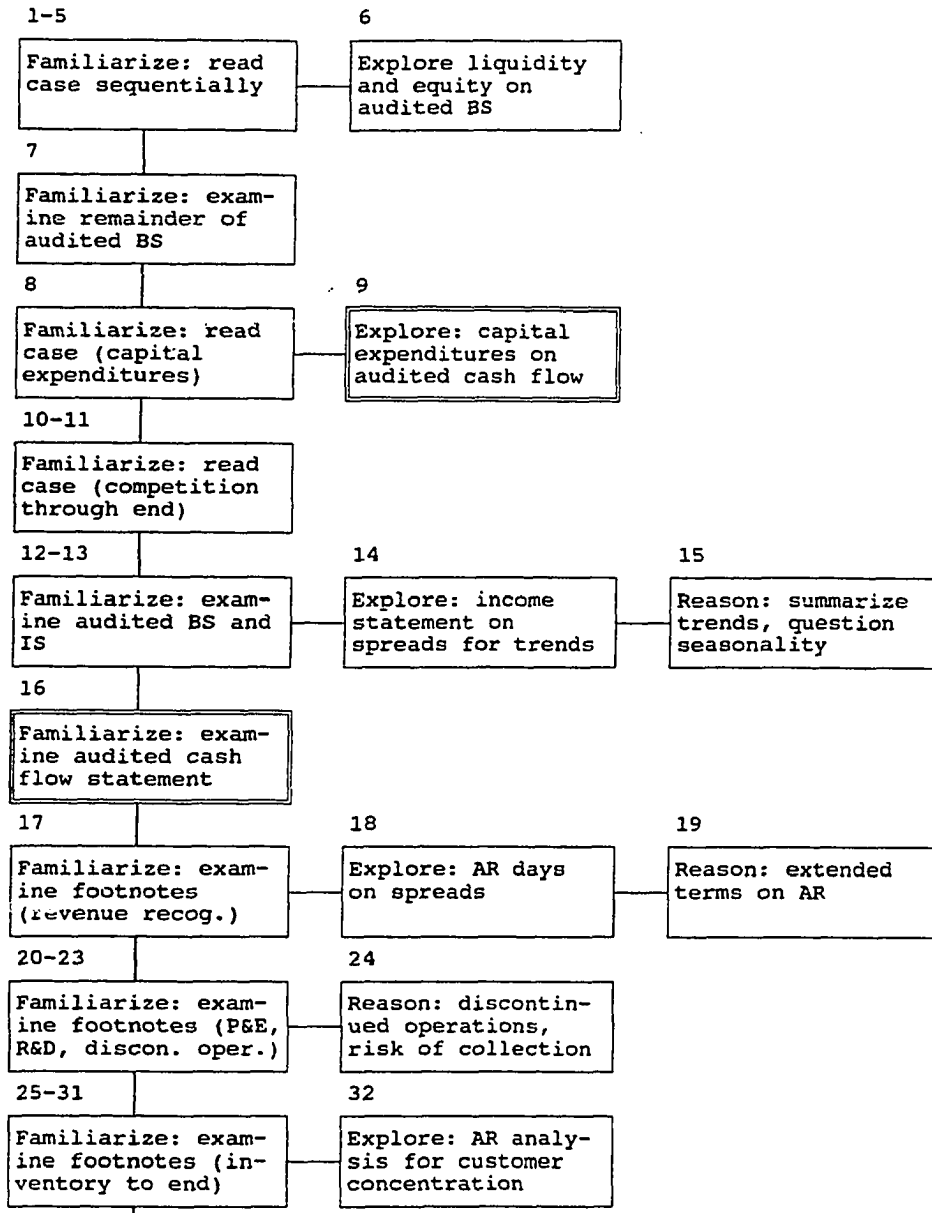 1-5
6
Familiarize: read
case sequentially
Explore liquidity
and equity on
audited BS
7
Familiarize: exam-
ine remainder of
audited BS
8
9
Familiarize: read
case (capital
expenditures)
Explore: capital
expenditures on
audited cash flow
10-11
Familiarize: read
case (competition
through end)
12-13
14
15
Familiarize: exam-
ine audited BS and
IS
Explore: income
statement on
spreads for trends
Reason: summarize
trends, question
seasonality
16
Familiarize: exam-
ine audited cash
flow statement
17
18
19
Familiarize: exam-
ine footnotes
(revenue recog.)
Explore: AR days
on spreads
Reason: extended
terms on AR
20-23
24
Familiarize: exam-
ine footnotes (P&E,
R&D, discon. oper.)
Reason: discontin-
ued operations,
risk of collection
25-31
32
Familiarize: exam-
ine footnotes (in-
ventory to end)
Explore: AR analy-
sis for customer
concentration